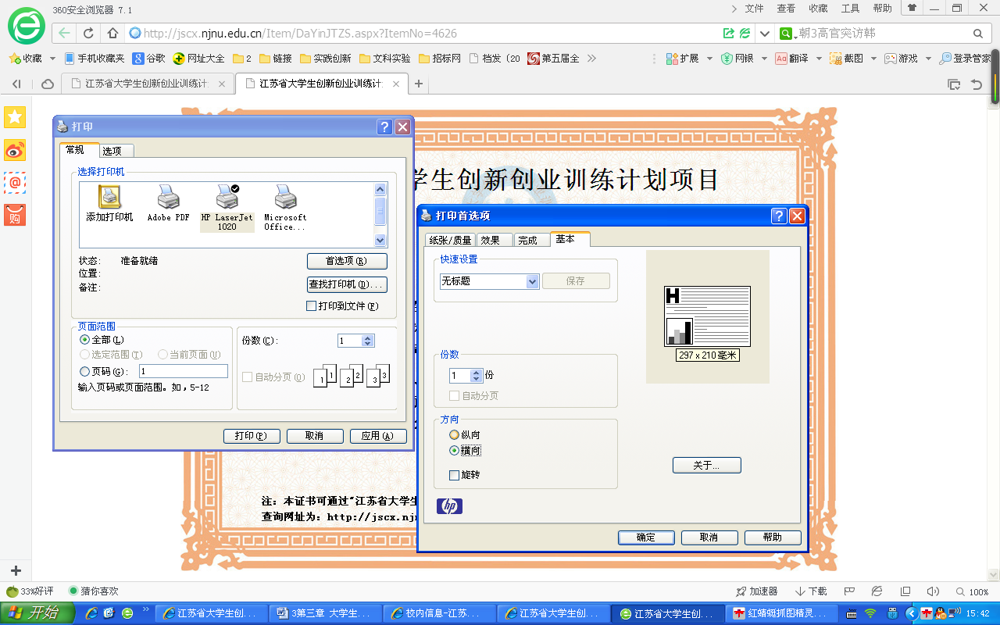 360安全浏览器 7.1
文件 查看 收藏 工具 帮助
http://jscx.njnu.edu.cn/Item/DaYinJTZS.aspx?ItemNo=4626
朝3高官突访韩
收藏 手机收藏夹 谷歌 网址大全 2 链接 实践创新 文科实验 招标网 档发（20 第五届全
扩展 网银 Aa 翻译 截图 游戏 登录管家
江苏省大学生创新创业训练计
江苏省大学生创新创业训练计
购
学生创新创业训练计划项目
打印
常规 选项
选择打印机
添加打印机 Adobe PDF HP LaserJet 1020 Microsoft Office...
状态: 准备就绪
位置:
备注:
首选项(R)
查找打印机(D)...
打印到文件(F)
页面范围
全部(L)
选定范围(T) 当前页面(U)
页码(G): 1
输入页码或页面范围。如，5-12
份数(C): 1
自动分页(O) 1 1 2 2 3 3
打印(P) 取消 应用(A)
打印首选项
纸张/质量 效果 完成 基本
快速设置
无标题 保存
297 x 210 毫米
份数
1 份
自动分页
方向
纵向
横向
旋转
关于...
hp
确定 取消 帮助
注: 本证书可通过"江苏省大学生
查询网址为: http://jscx.njn
33%好评 猜你喜欢
加速器 下载 100%
开始
江苏省大学生创... 3第三章 大学生... 校内信息-江苏... 江苏省大学生创... 江苏省大学生创... 红蜻蜓抓图精灵...
15:42